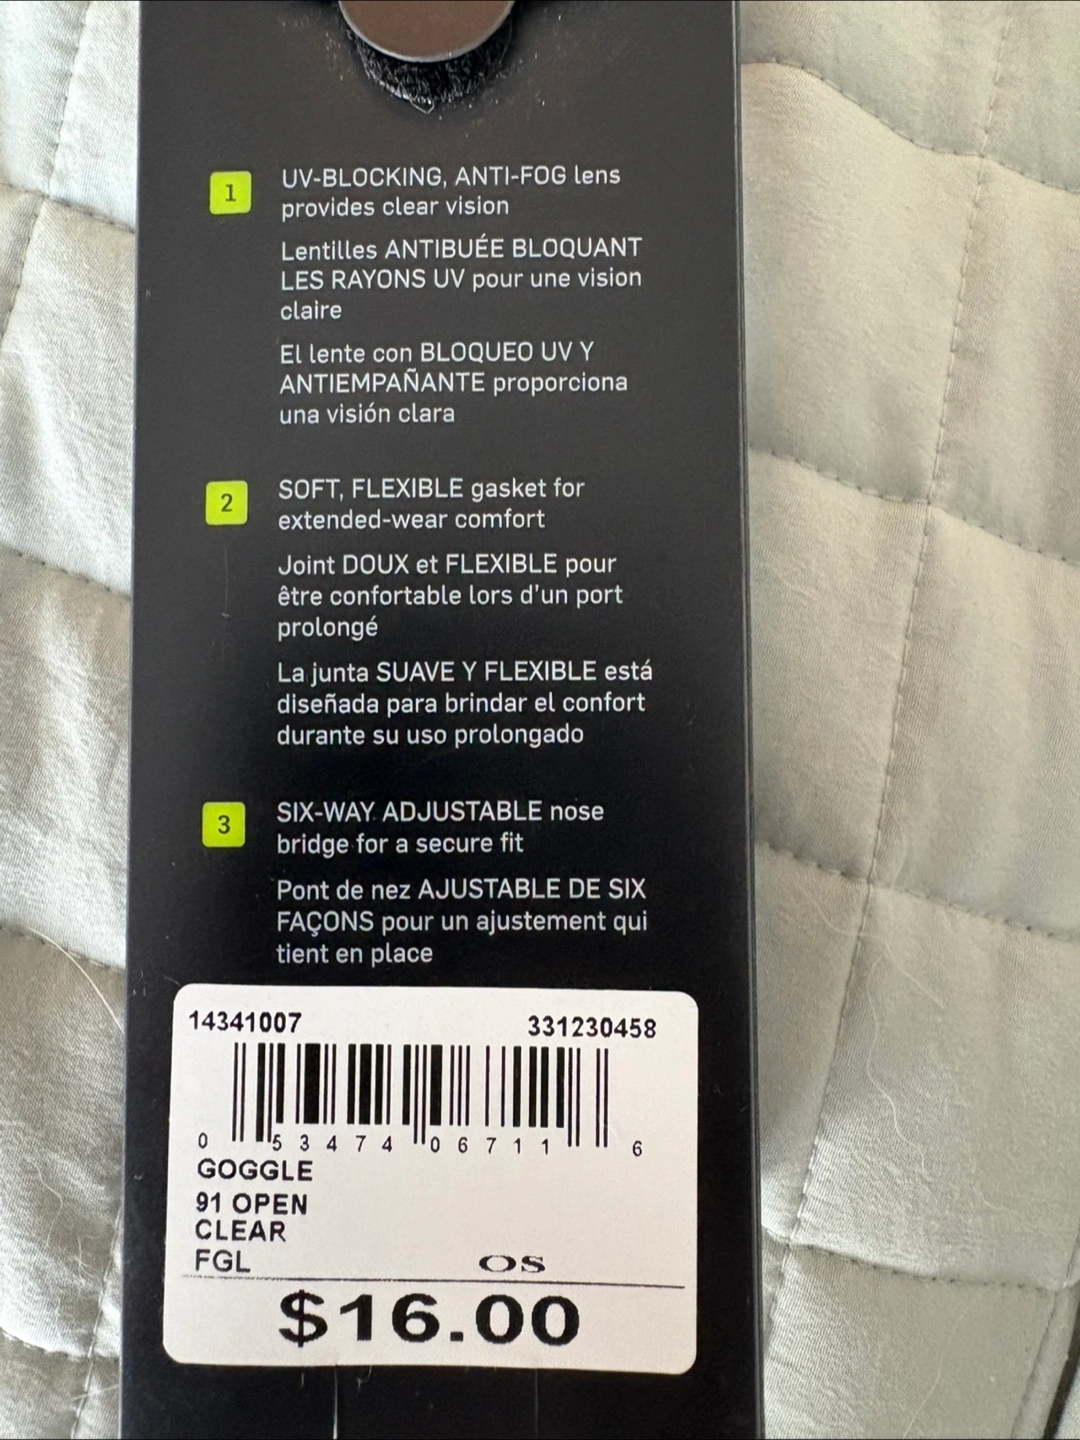 1
UV-BLOCKING, ANTI-FOG lens
provides clear vision
Lentilles ANTIBUÉE BLOQUANT
LES RAYONS UV pour une vision
claire
El lente con BLOQUEO UV Y
ANTIEMPAÑANTE proporciona
una visión clara
2
SOFT, FLEXIBLE gasket for
extended-wear comfort
Joint DOUX et FLEXIBLE pour
être confortable lors d'un port
prolongé
La junta SUAVE Y FLEXIBLE está
diseñada para brindar el confort
durante su uso prolongado
3
SIX-WAY ADJUSTABLE nose
bridge for a secure fit
Pont de nez AJUSTABLE DE SIX
FAÇONS pour un ajustement qui
tient en place
14341007 331230458
0 53474 06711 6
GOGGLE
91 OPEN
CLEAR
FGL OS
$16.00